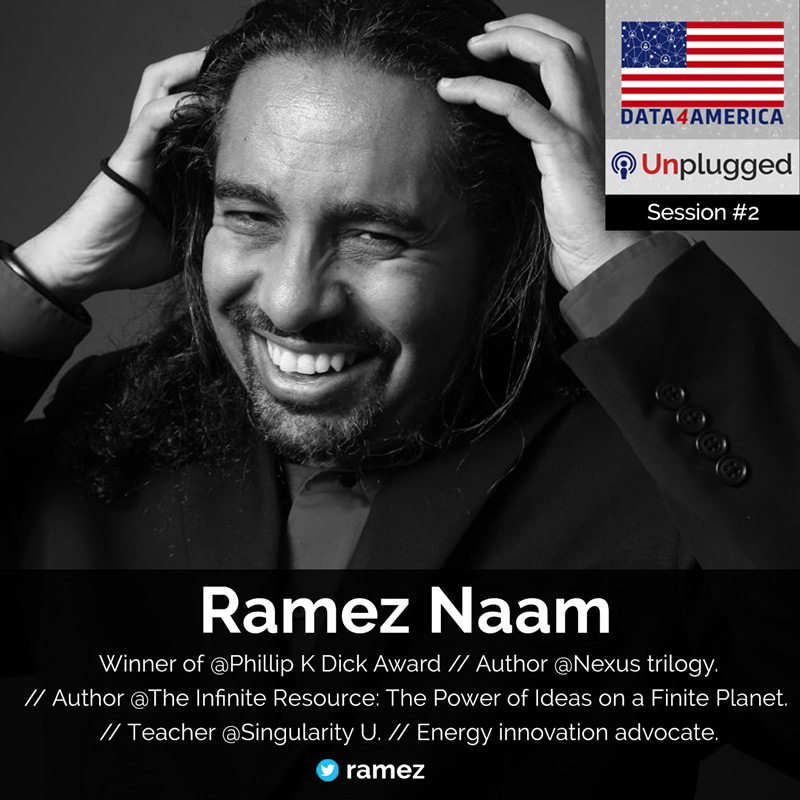 DATA4AMERICA
Unplugged
Session #2
Ramez Naam
Winner of @Phillip K Dick Award // Author @Nexus trilogy.
// Author @The Infinite Resource: The Power of Ideas on a Finite Planet.
// Teacher @Singularity U. // Energy innovation advocate.
ramez